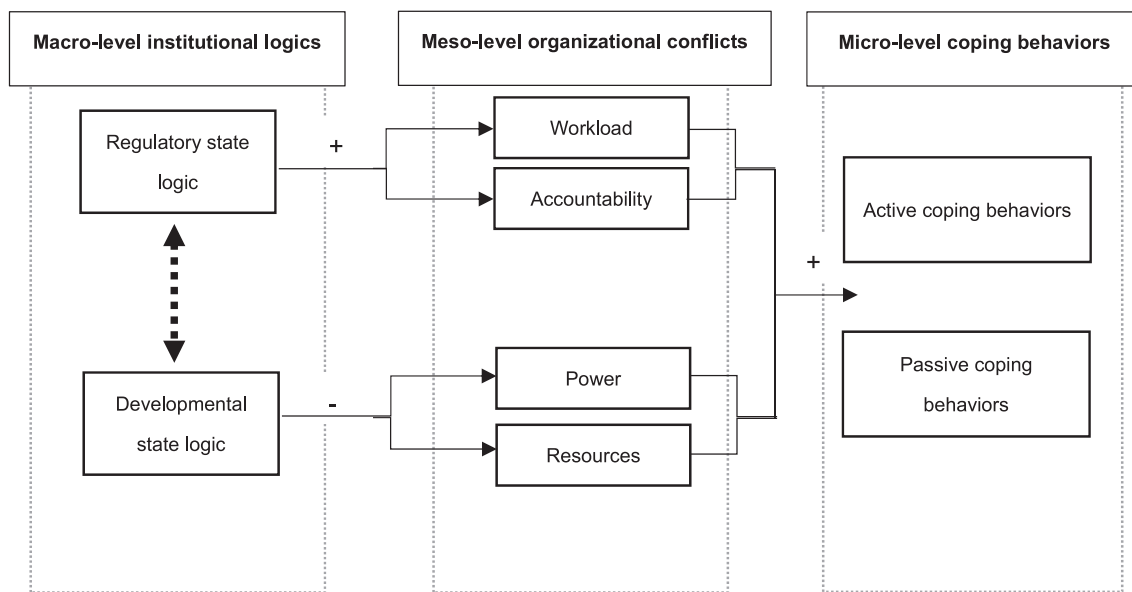 Macro-level institutional logics
Meso-level organizational conflicts
Micro-level coping behaviors
Regulatory state
logic
+
Workload
Accountability
Active coping behaviors
+
Developmental
state logic
-
Power
Resources
Passive coping
behaviors